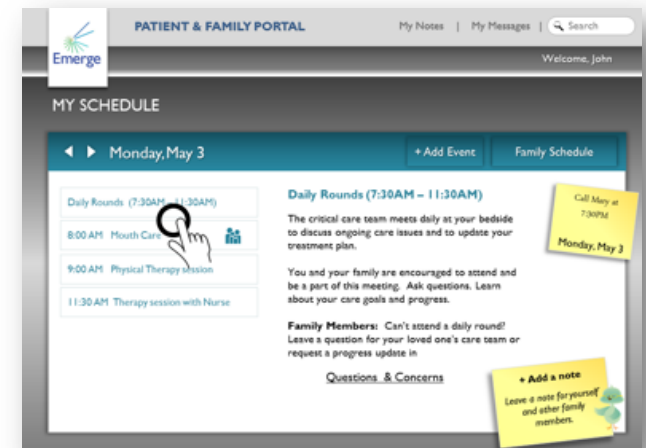 PATIENT & FAMILY PORTAL
My Notes | My Messages | Search
Emerge
Welcome, John
MY SCHEDULE
Monday, May 3
+ Add Event
Family Schedule
Daily Rounds (7:30AM – 11:30AM)
8:00 AM Mouth Care
9:00 AM Physical Therapy session
11:30 AM Therapy session with Nurse
Daily Rounds (7:30AM – 11:30AM)
The critical care team meets daily at your bedside
to discuss ongoing care issues and to update your
treatment plan.
You and your family are encouraged to attend and
be a part of this meeting. Ask questions. Learn
about your care goals and progress.
Family Members: Can't attend a daily round?
Leave a question for your loved one's care team or
request a progress update in
Questions & Concerns
Call Mary at
7:30PM
Monday, May 3
+ Add a note
Leave a note for yourself
and other family
members.